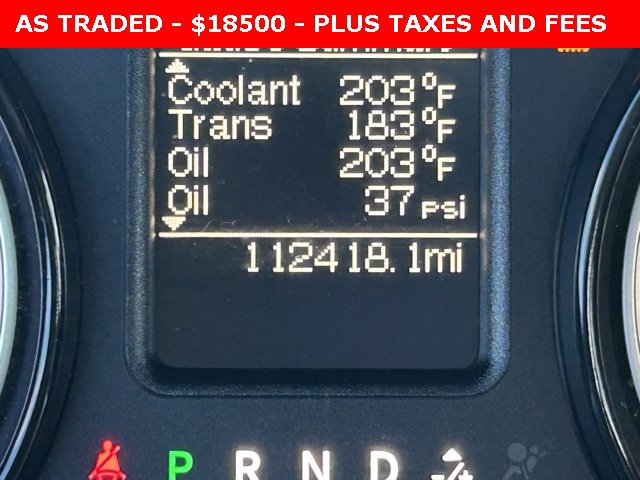 AS TRADED - $18500 - PLUS TAXES AND FEES
Coolant 203°F
Trans 183°F
Oil 203°F
Oil 37 psi
112418.1mi
P R N D